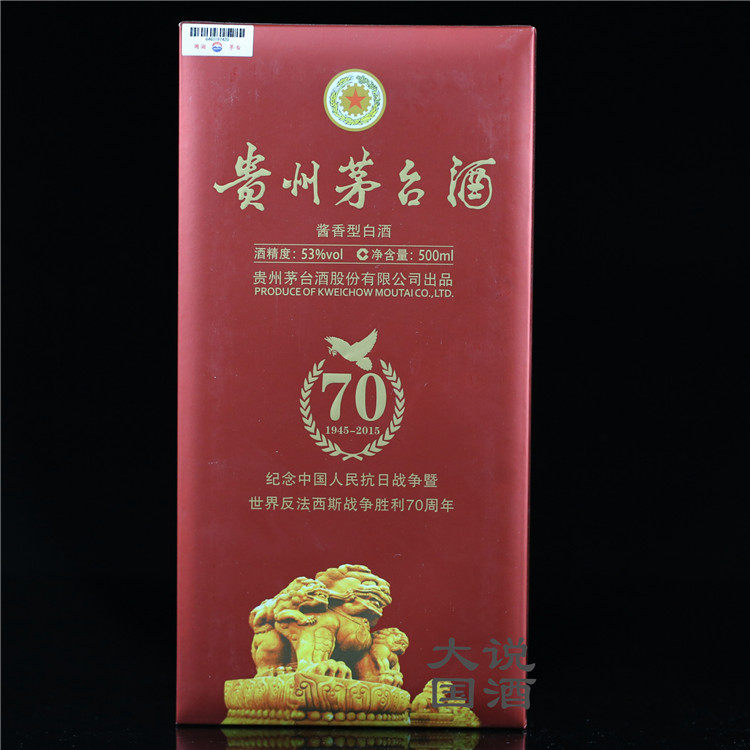 贵州茅台酒
酱香型白酒
酒精度：53%vol 净含量：500ml
贵州茅台酒股份有限公司出品
PRODUCE OF KWEICHOW MOUTAI CO.,LTD.
70
1945-2015
纪念中国人民抗日战争暨
世界反法西斯战争胜利70周年
大说
国酒